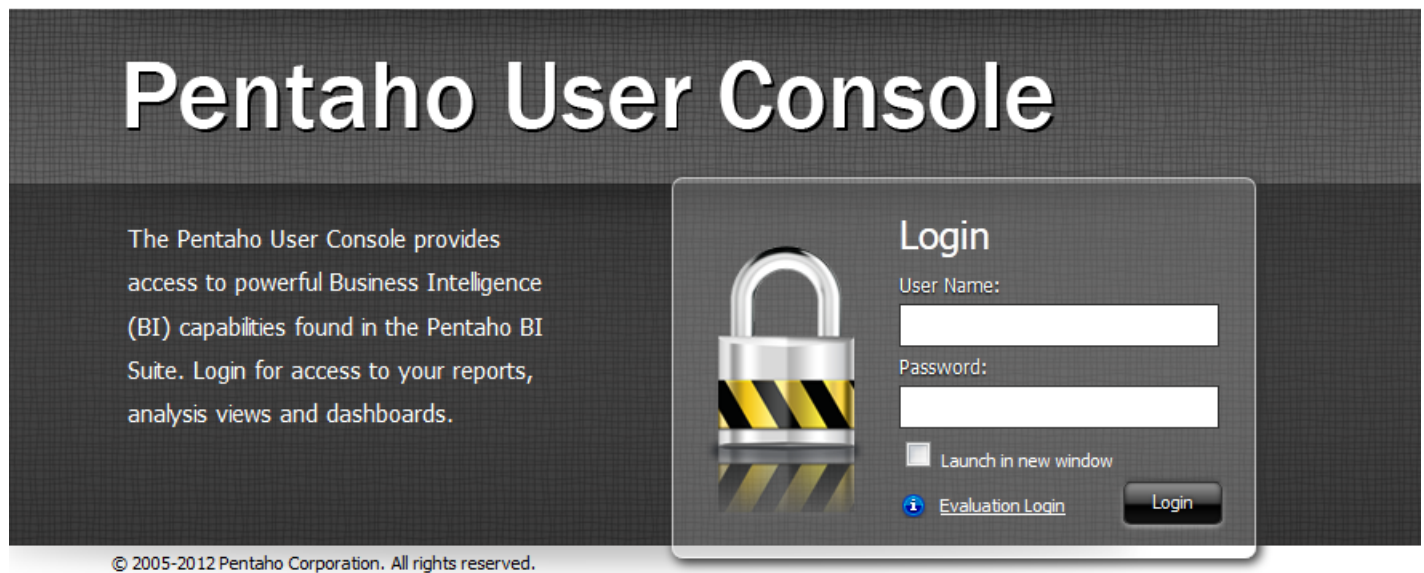 Pentaho User Console
The Pentaho User Console provides
access to powerful Business Intelligence
(BI) capabilities found in the Pentaho BI
Suite. Login for access to your reports,
analysis views and dashboards.
Login
User Name:
Password:
Launch in new window
Evaluation Login
Login
© 2005-2012 Pentaho Corporation. All rights reserved.